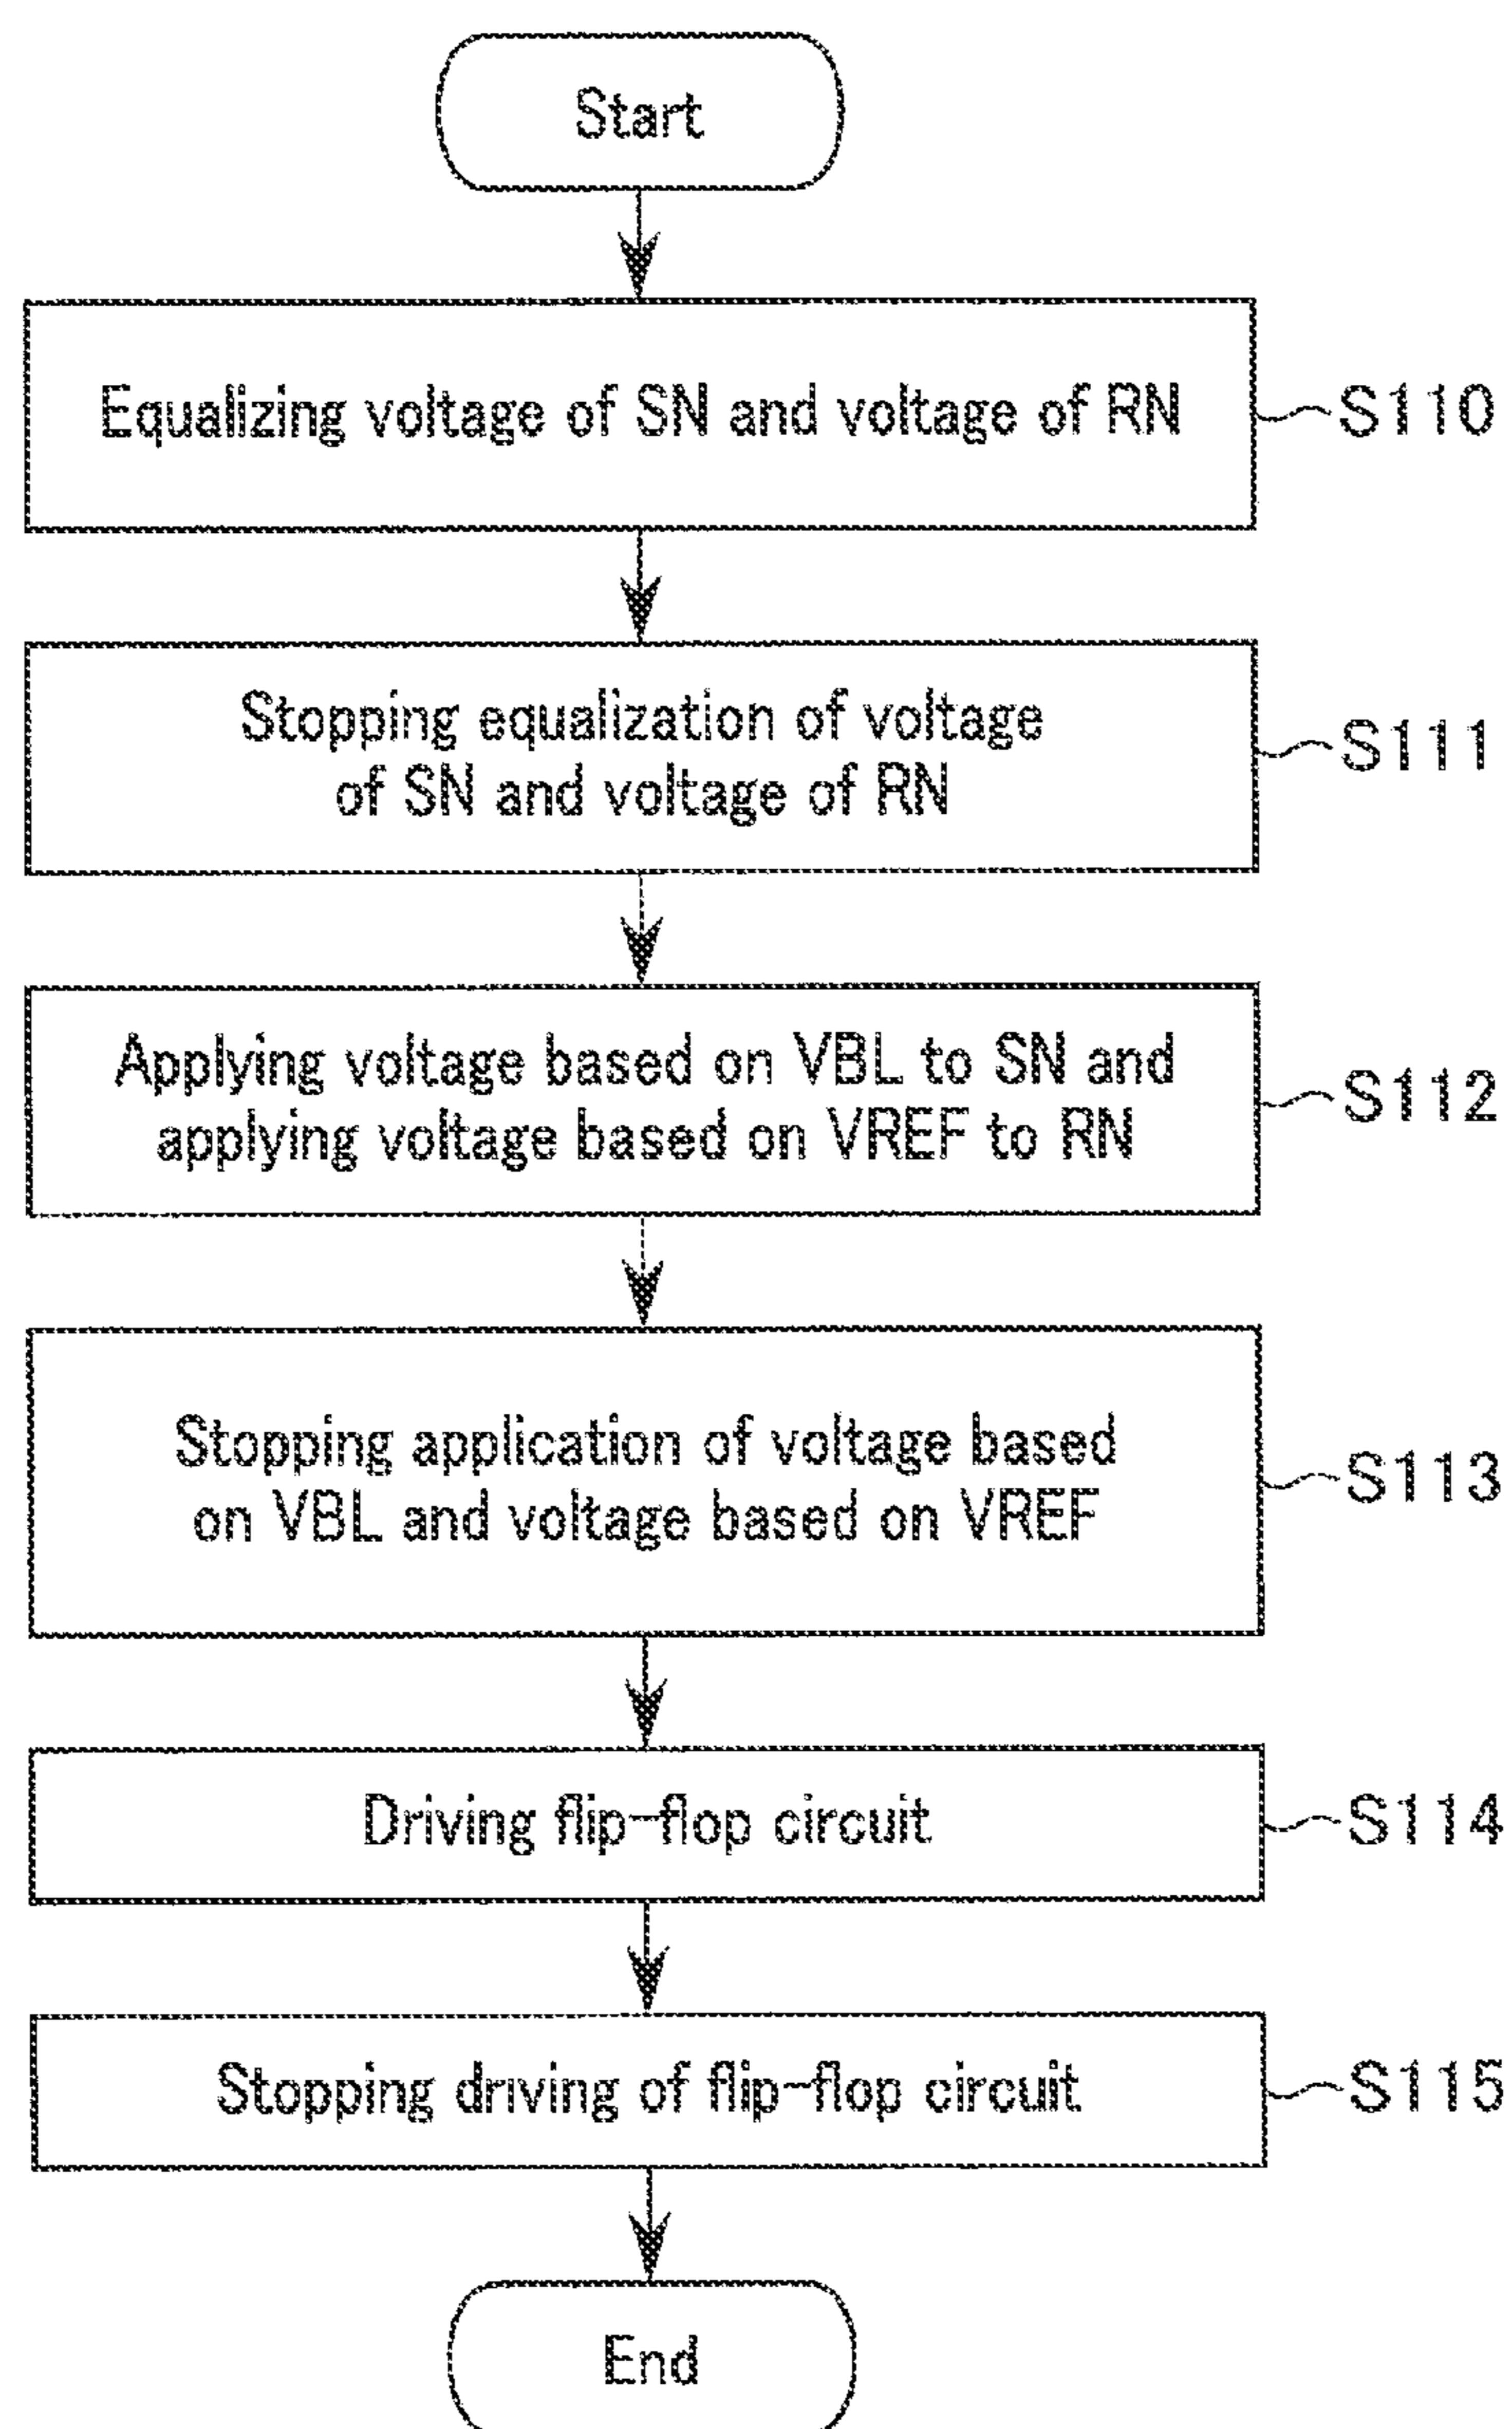 Start
Equalizing voltage of SN and voltage of RN
S110
Stopping equalization of voltage
of SN and voltage of RN
S111
Applying voltage based on VBL to SN and
applying voltage based on VREF to RN
S112
Stopping application of voltage based
on VBL and voltage based on VREF
S113
Driving flip-flop circuit
S114
Stopping driving of flip-flop circuit
S115
End